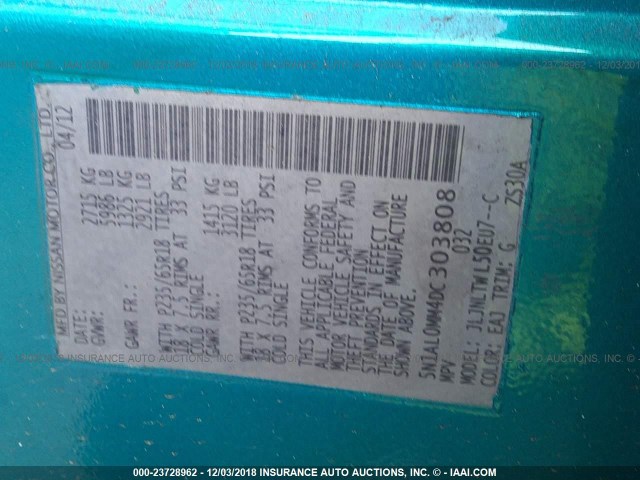 MFD BY NISSAN MOTOR CO., LTD.
DATE: 04/12
GVWR: 2715 KG
5986 LB
GAWR FR.: 1325 KG
2921 LB
WITH P235/65R18 TIRES
18 X 7.5 RIMS AT 33 PSI
COLD SINGLE
GAWR RR.: 1415 KG
3120 LB
WITH P235/65R18 TIRES
18 X 7.5 RIMS AT 33 PSI
COLD SINGLE
THIS VEHICLE CONFORMS TO
ALL APPLICABLE FEDERAL
MOTOR VEHICLE SAFETY AND
THEFT PREVENTION
STANDARDS IN EFFECT ON
THE DATE OF MANUFACTURE
SHOWN ABOVE.
5N1AL0MM4DC303808
MPV 032
MODEL: JLJNLTWL50EU7--C
COLOR: EAJ TRIM: G ZS30A
000-23728962 - 12/03/2018 INSURANCE AUTO AUCTIONS, INC. - © - IAAI.COM